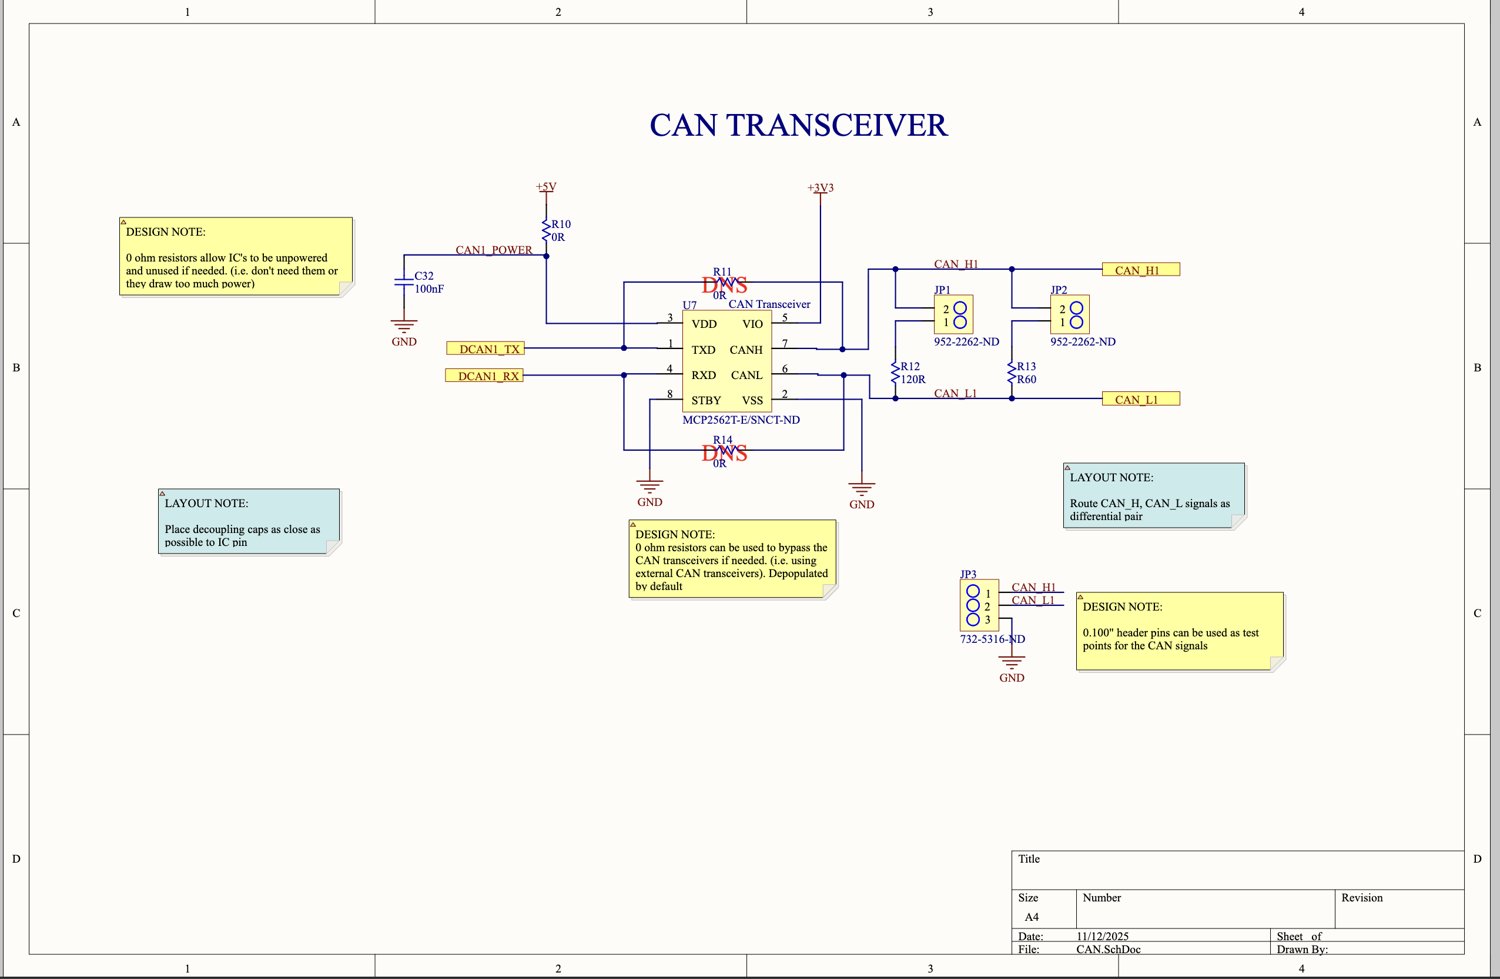 1
2
3
4
A
A
CAN TRANSCEIVER
+5V
+3V3
DESIGN NOTE:
0 ohm resistors allow IC's to be unpowered
and unused if needed. (i.e. don't need them or
they draw too much power)
R10
0R
CAN1_POWER
C32
100nF
GND
R11
DNS
0R
U7
CAN Transceiver
3
VDD
VIO
5
1
TXD
CANH
7
4
RXD
CANL
6
8
STBY
VSS
2
MCP2562T-E/SNCT-ND
DCAN1_TX
DCAN1_RX
CAN_H1
CAN_H1
JP1
2
1
952-2262-ND
JP2
2
1
952-2262-ND
B
B
R12
120R
R13
R60
CAN_L1
CAN_L1
R14
DNS
0R
GND
GND
LAYOUT NOTE:
Route CAN_H, CAN_L signals as
differential pair
LAYOUT NOTE:
Place decoupling caps as close as
possible to IC pin
DESIGN NOTE:
0 ohm resistors can be used to bypass the
CAN transceivers if needed. (i.e. using
external CAN transceivers). Depopulated
by default
JP3
1
2
3
CAN_H1
CAN_L1
732-5316-ND
GND
DESIGN NOTE:
0.100" header pins can be used as test
points for the CAN signals
C
C
D
D
Title
Size
A4
Number
Revision
Date:
11/12/2025
Sheet of
File:
CAN.SchDoc
Drawn By:
1
2
3
4